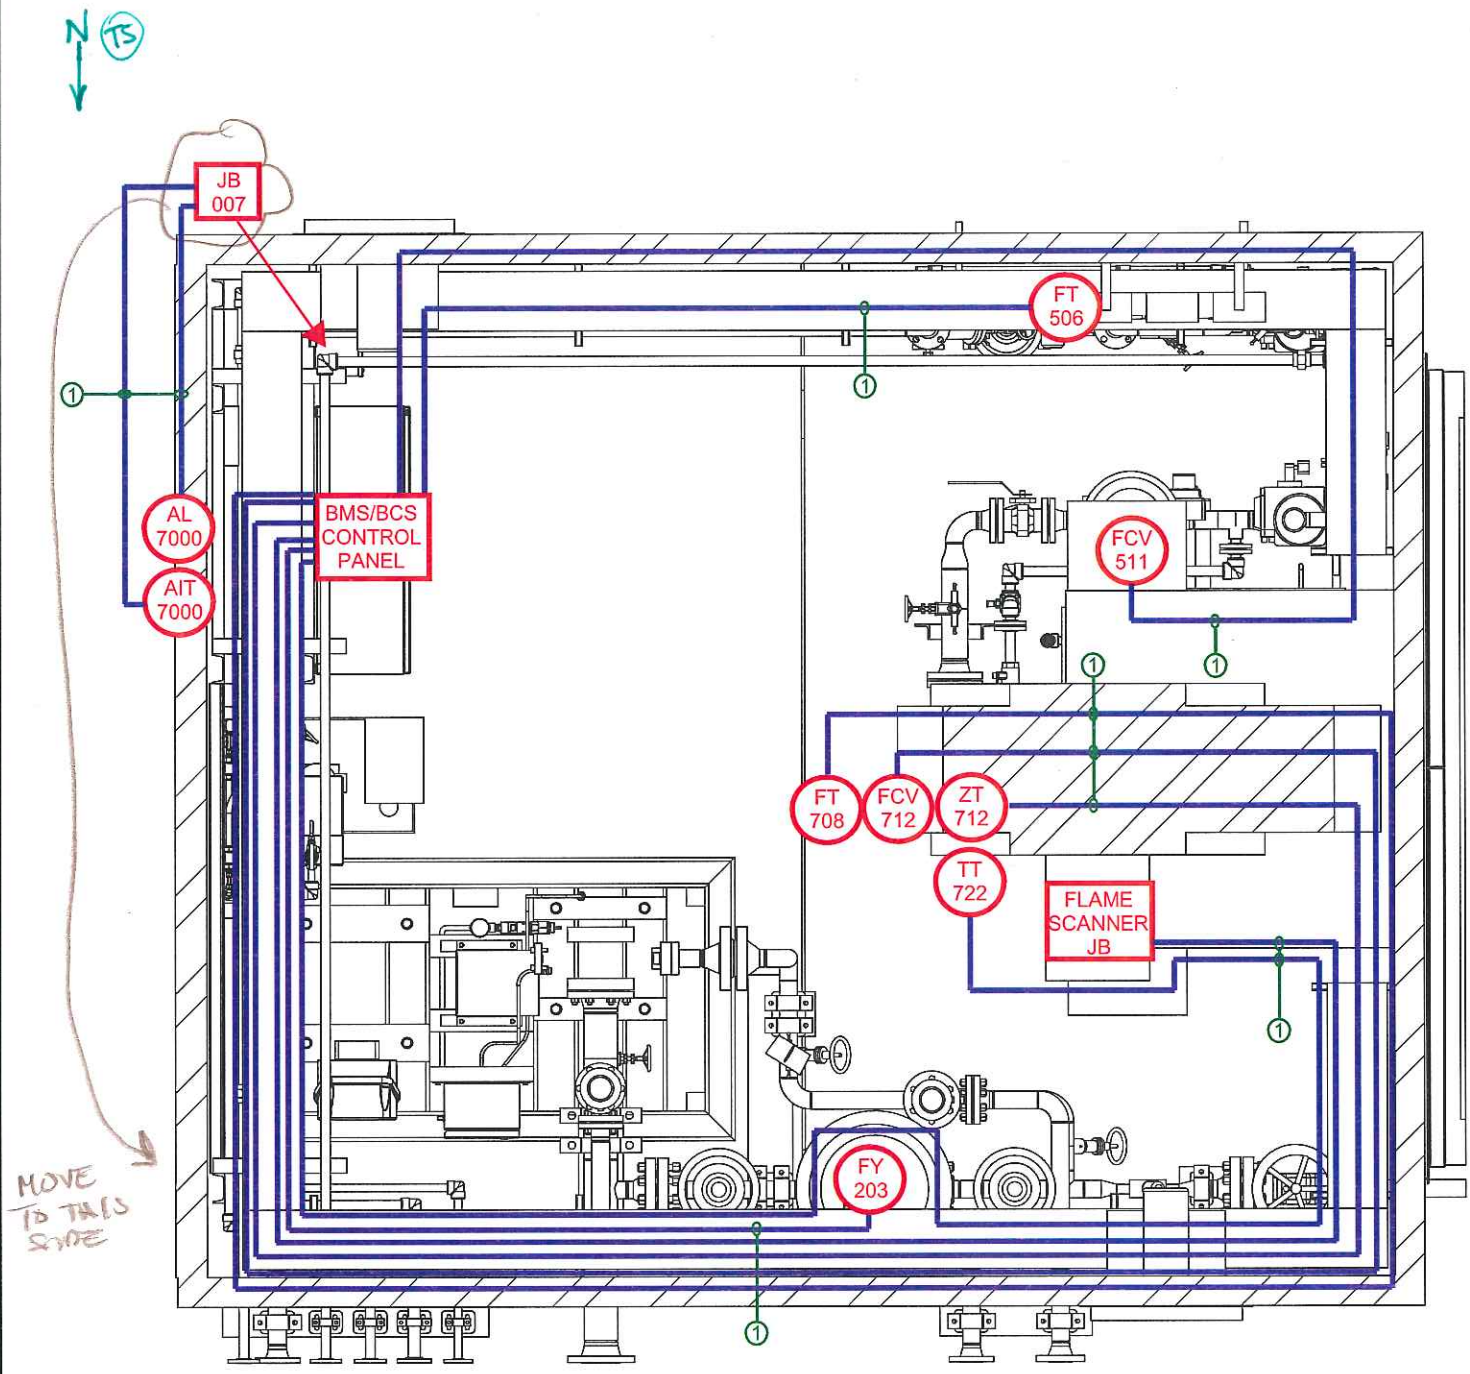 N TS
JB
007
FT
506
1
1
AL
7000
BMS/BCS
CONTROL
PANEL
FCV
511
AIT
7000
1
1
FT
708
FCV
712
ZT
712
TT
722
FLAME
SCANNER
JB
1
FY
203
MOVE
TO THIS
SIDE
1